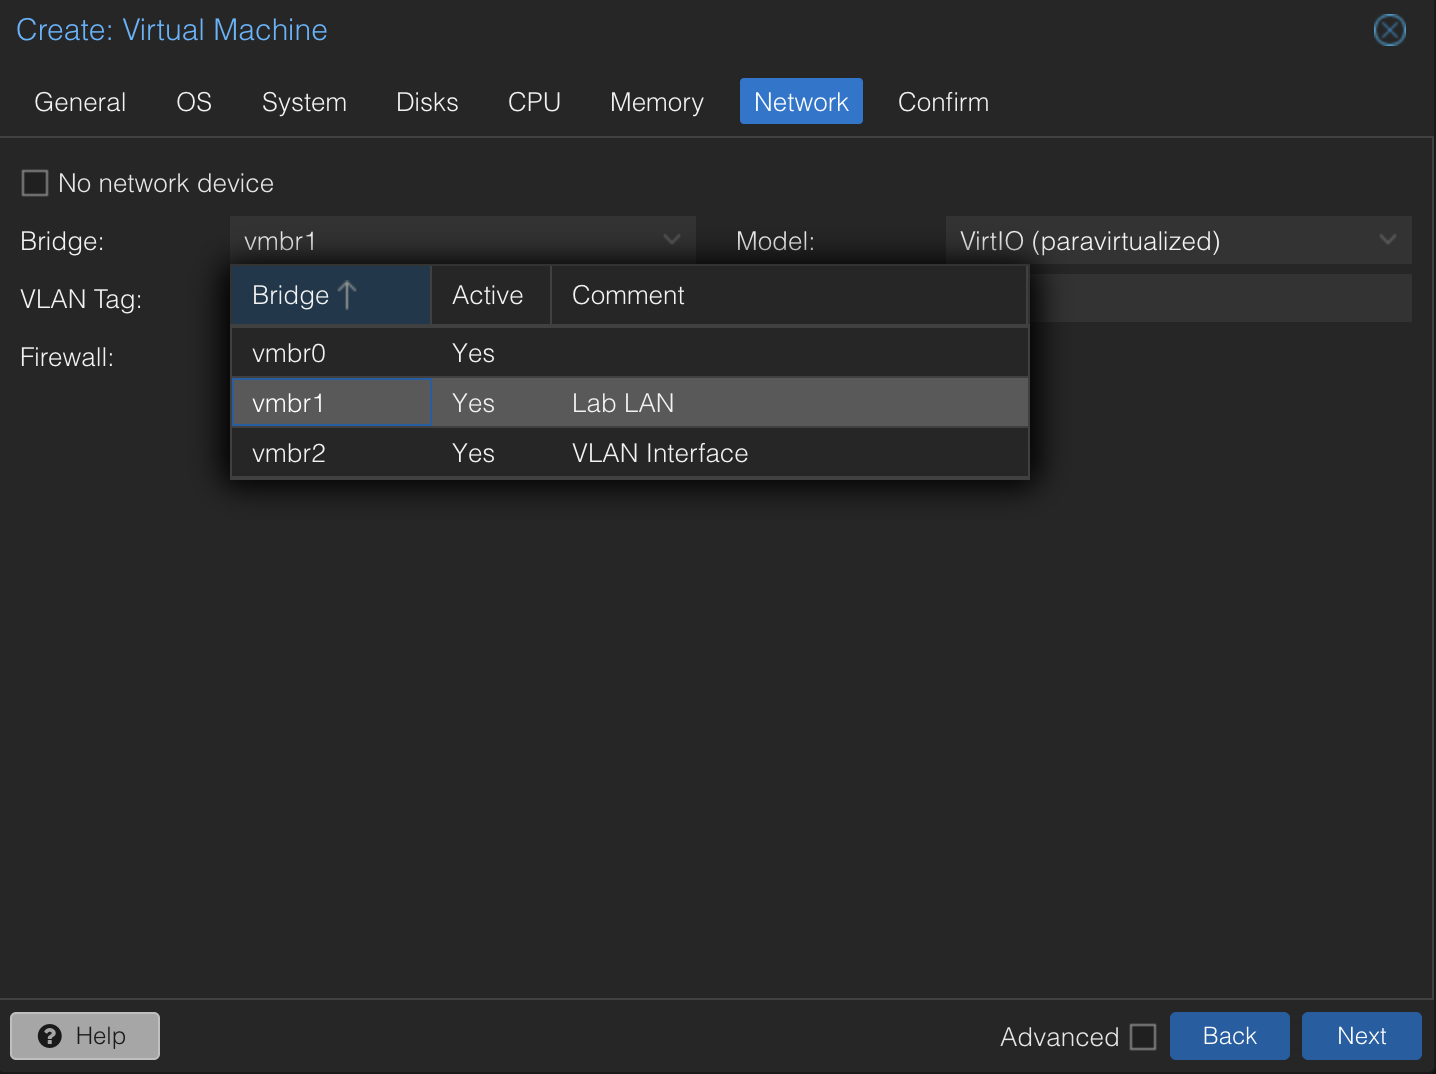 Create: Virtual Machine
General OS System Disks CPU Memory Network Confirm
No network device
Bridge: vmbr1 Model: VirtIO (paravirtualized)
VLAN Tag:
Firewall:
Bridge Active Comment
vmbr0 Yes
vmbr1 Yes Lab LAN
vmbr2 Yes VLAN Interface
Help Advanced Back Next